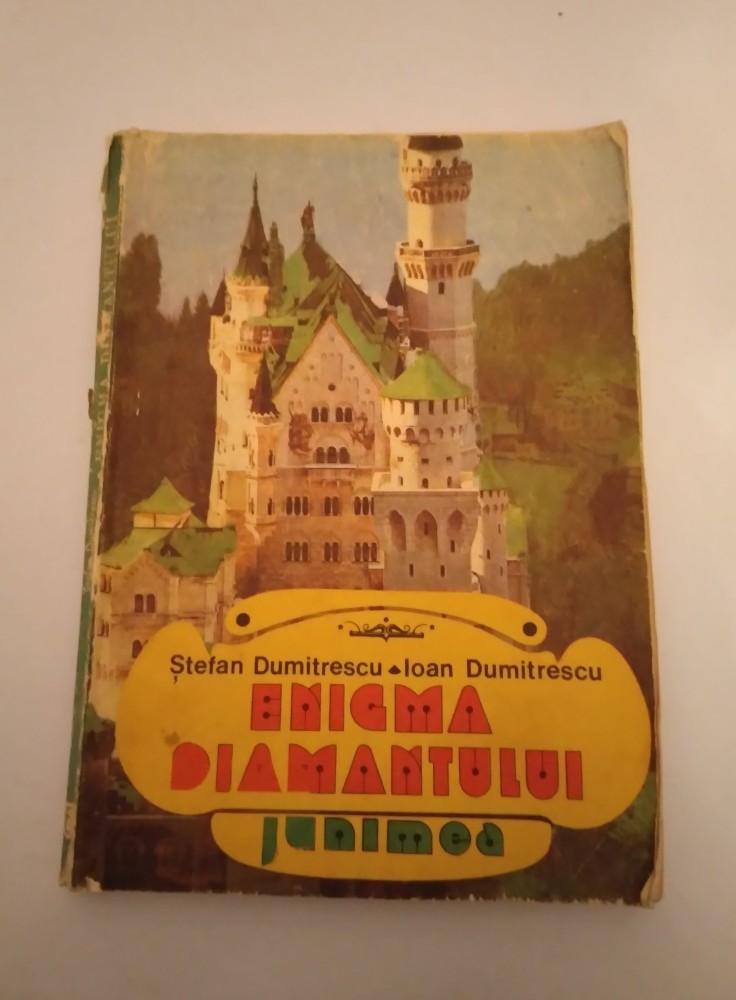 Ștefan Dumitrescu ♠ Ioan Dumitrescu
ENIGMA
DIAMANTULUI
junimea